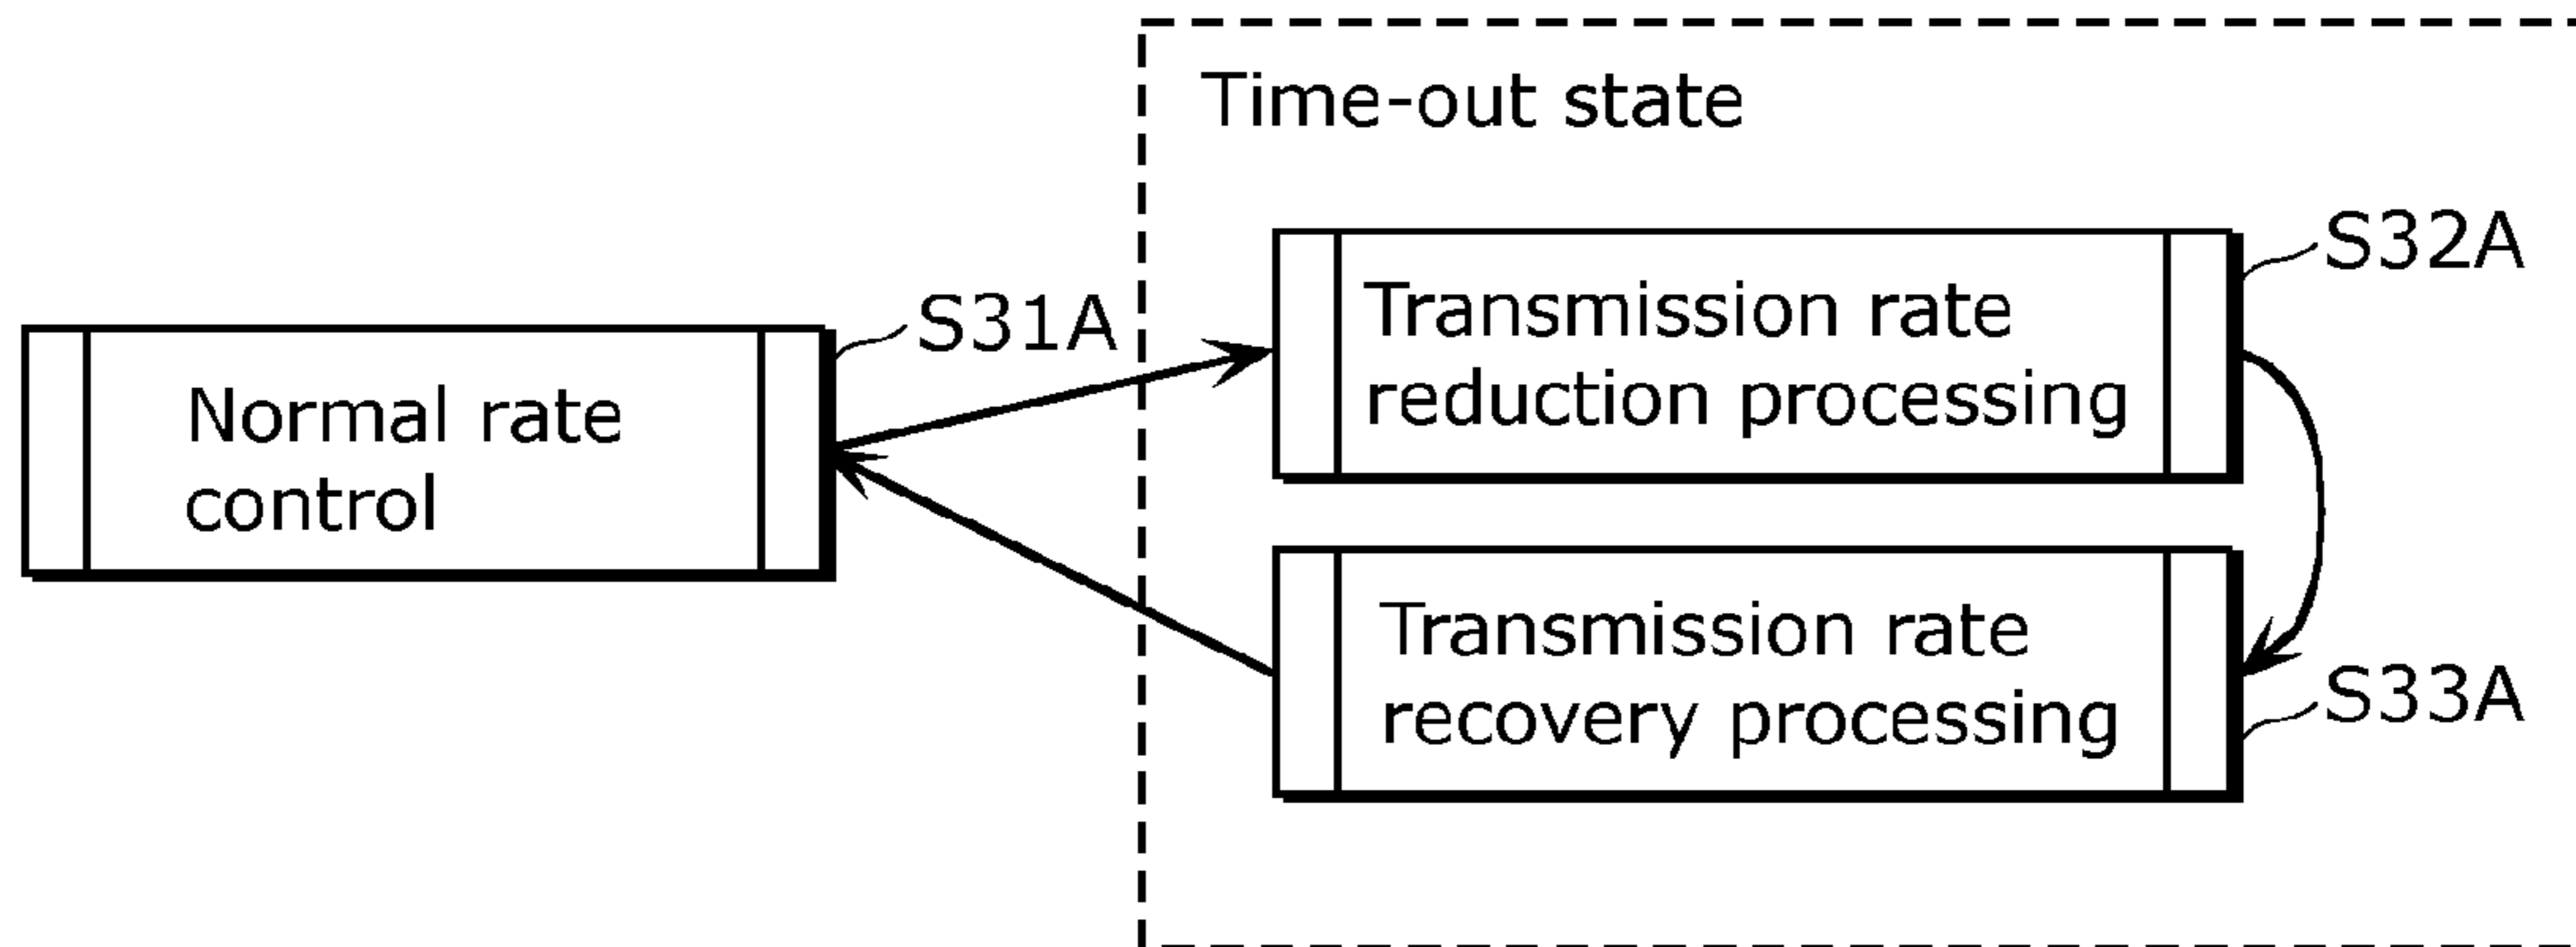 Time-out state
S32A
Transmission rate
reduction processing
S31A
Normal rate
control
Transmission rate
recovery processing
S33A